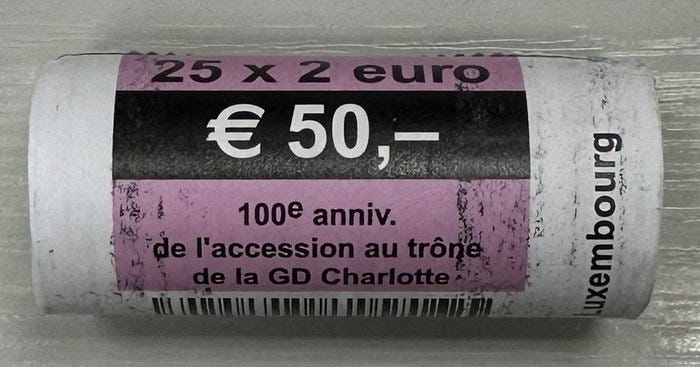 25 x 2 euro
€ 50,–
100e anniv.
de l'accession au trône
de la GD Charlotte
Luxembourg